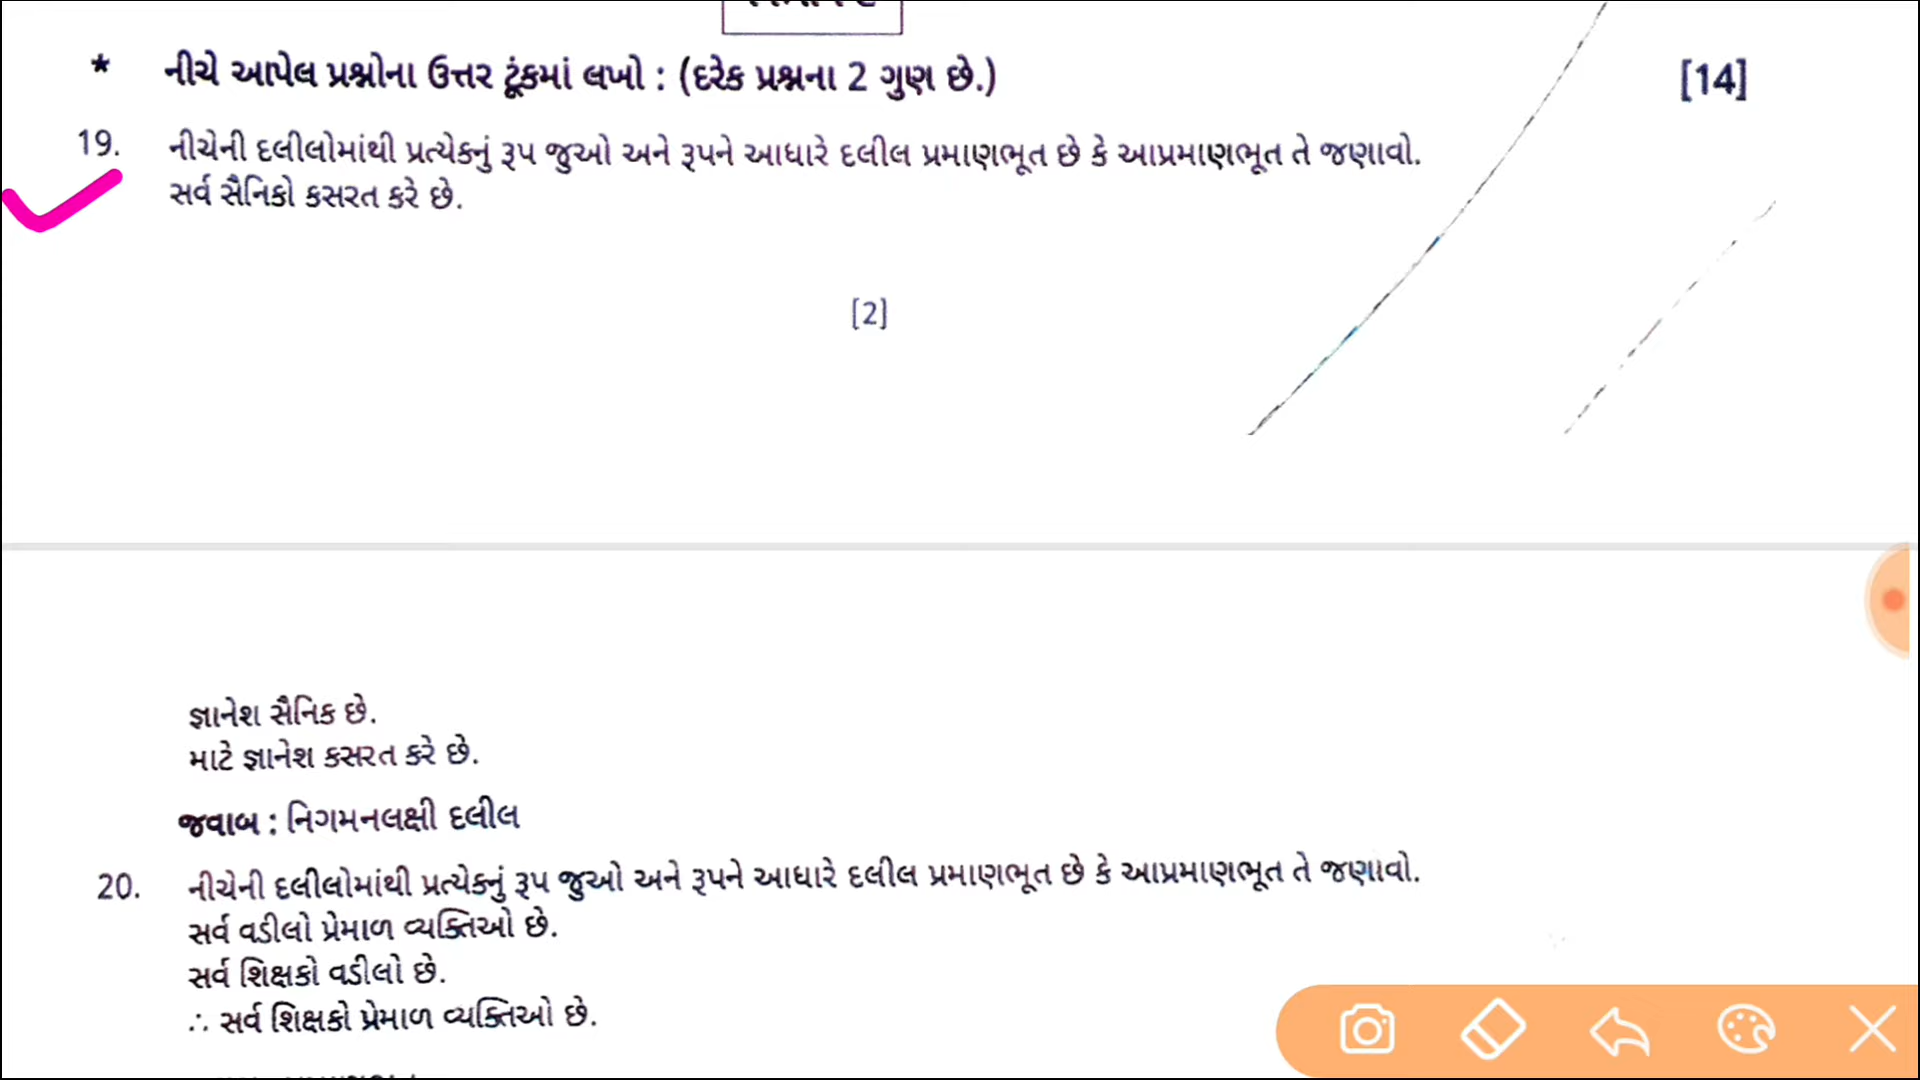 * નીચે આપેલ પ્રશ્નોના ઉત્તર ટૂંકમાં લખો : (દરેક પ્રશ્નના 2 ગુણ છે.) [14]
19. નીચેની દલીલોમાંથી પ્રત્યેકનું રૂપ જુઓ અને રૂપને આધારે દલીલ પ્રમાણભૂત છે કે આપ્રમાણભૂત તે જણાવો.
સર્વ સૈનિકો કસરત કરે છે.
[2]
જ્ઞાનેશ સૈનિક છે.
માટે જ્ઞાનેશ કસરત કરે છે.
જવાબ : નિગમનલક્ષી દલીલ
20. નીચેની દલીલોમાંથી પ્રત્યેકનું રૂપ જુઓ અને રૂપને આધારે દલીલ પ્રમાણભૂત છે કે આપ્રમાણભૂત તે જણાવો.
સર્વ વડીલો પ્રેમાળ વ્યક્તિઓ છે.
સર્વ શિક્ષકો વડીલો છે.
∴ સર્વ શિક્ષકો પ્રેમાળ વ્યક્તિઓ છે.